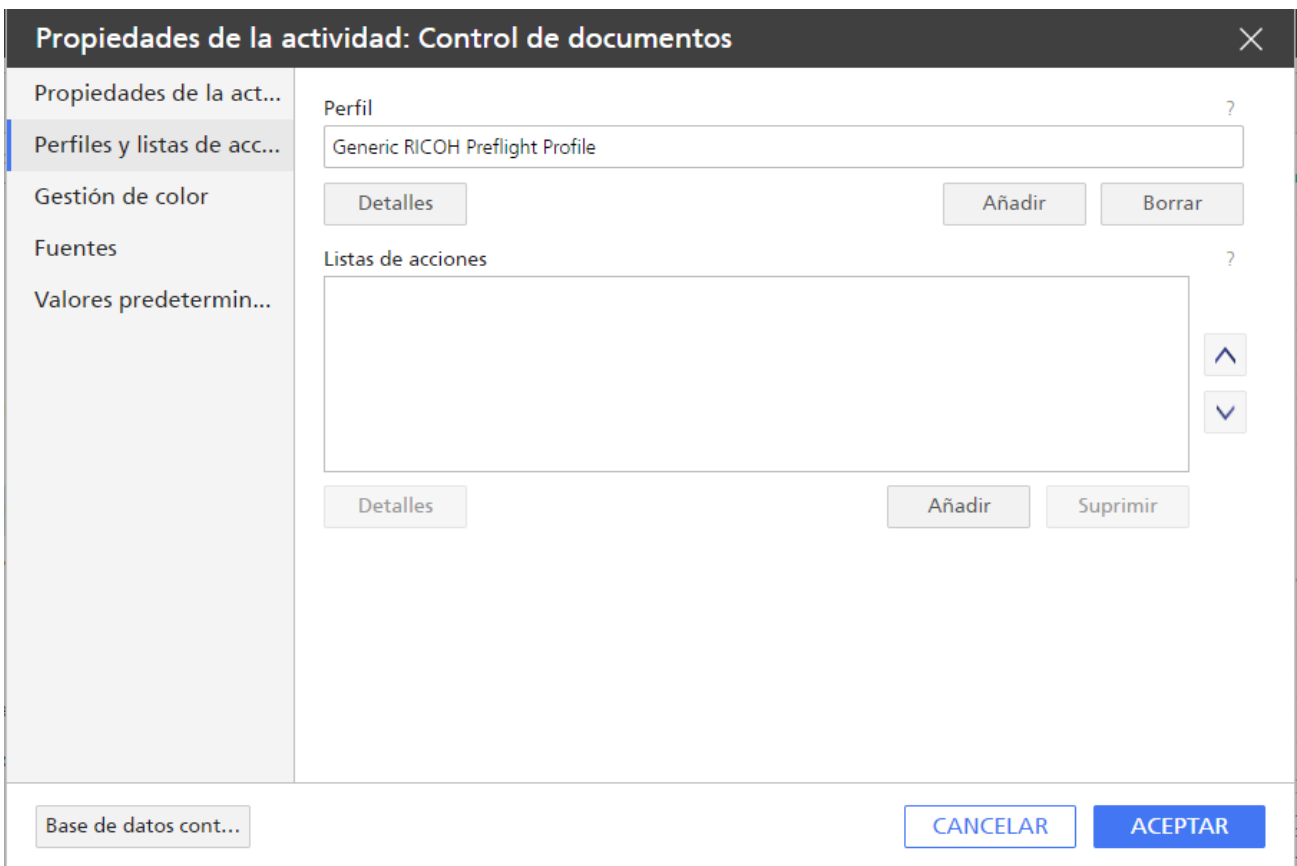 Propiedades de la actividad: Control de documentos
Propiedades de la act...
Perfiles y listas de acc...
Gestión de color
Fuentes
Valores predetermin...
Perfil
?
Generic RICOH Preflight Profile
Detalles
Añadir
Borrar
Listas de acciones
?
Detalles
Añadir
Suprimir
Base de datos cont...
CANCELAR
ACEPTAR